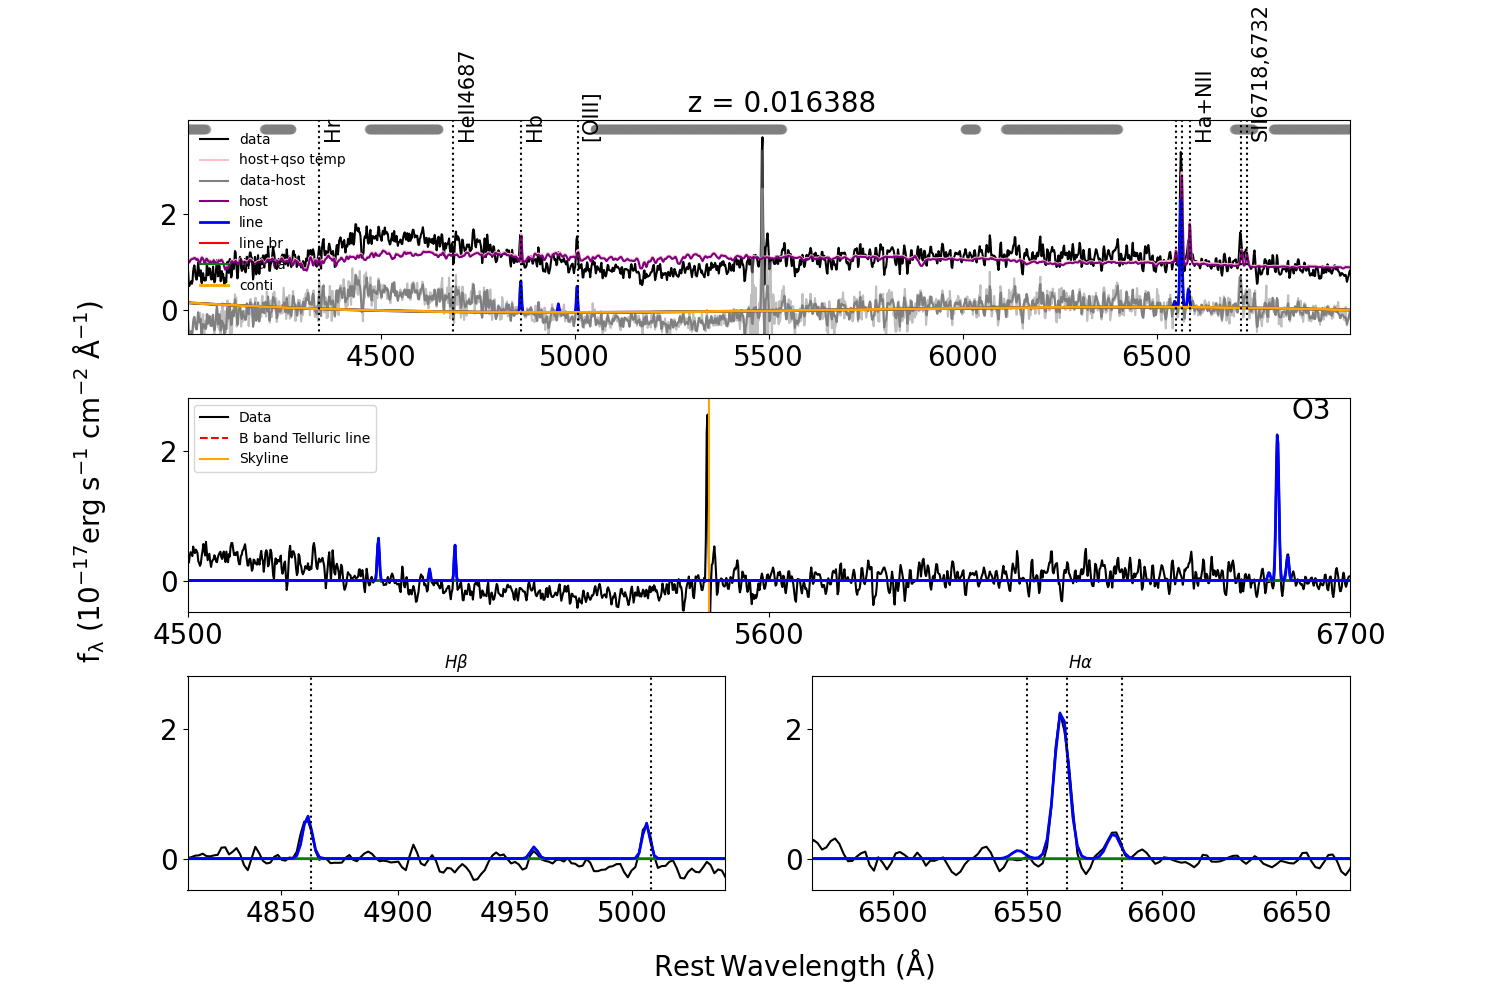 z = 0.016388
Hr
HeII4687
Hb
[OIII]
Ha+NII
SII6718,6732
data
host+qso temp
data-host
host
line
line br
conti
2
0
4500
5000
5500
6000
6500
fλ (10⁻¹⁷erg s⁻¹ cm⁻² Å⁻¹)
O3
Data
B band Telluric line
Skyline
2
0
4500
5600
6700
Hβ
2
0
4850
4900
4950
5000
Hα
2
0
6500
6550
6600
6650
Rest Wavelength (Å)